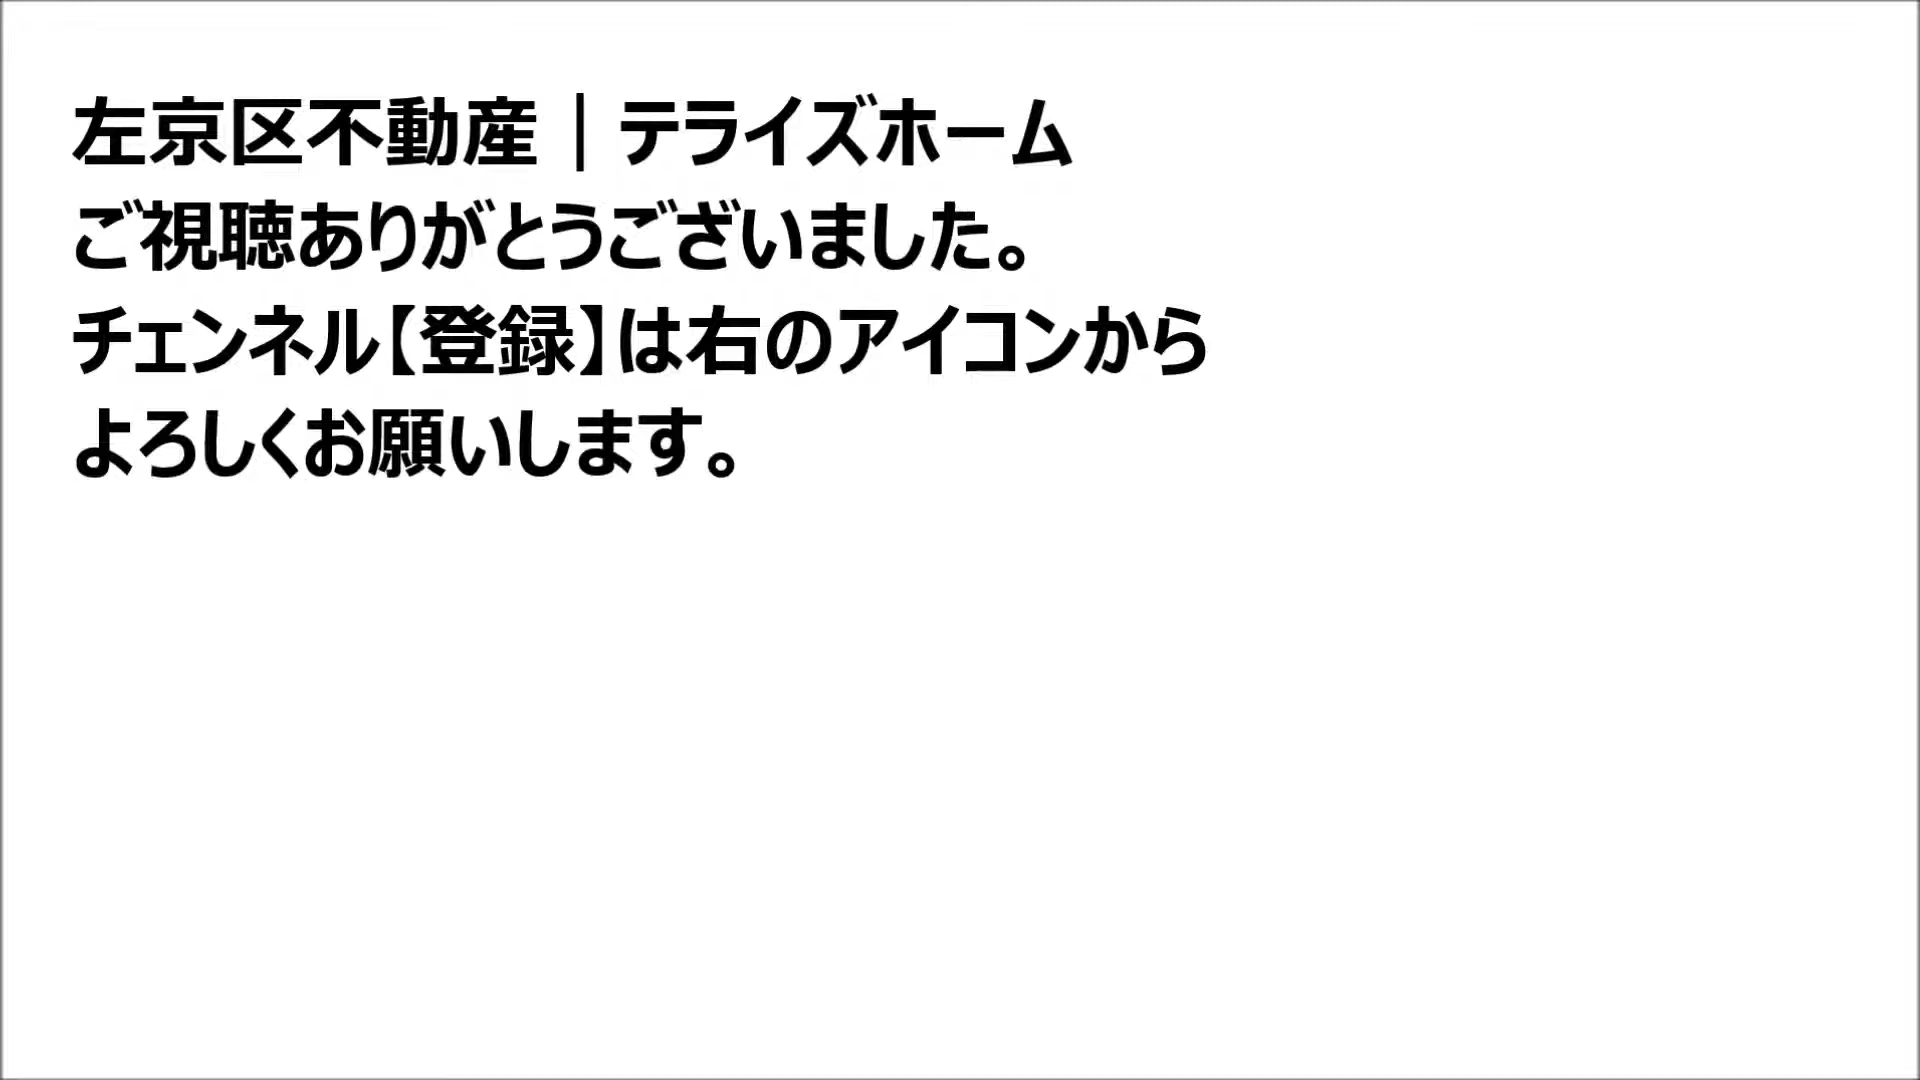 左京区不動産｜テライズホーム
ご視聴ありがとうございました。
チェンネル【登録】は右のアイコンから
よろしくお願いします。